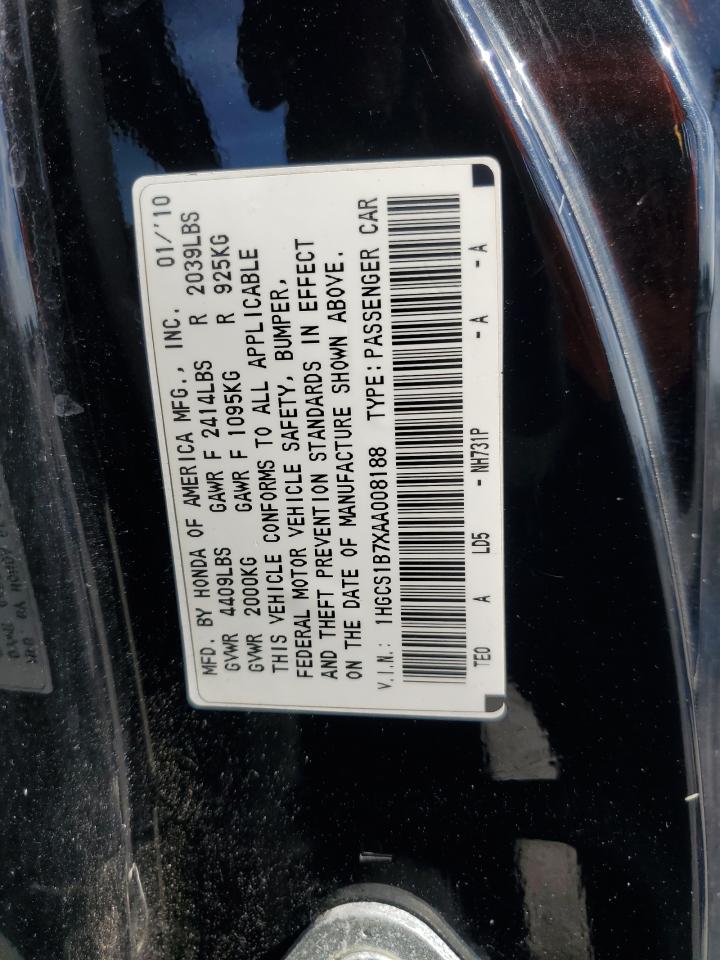 MFD. BY HONDA OF AMERICA MFG., INC. 01/'10
GVWR 4409LBS GAWR F 2414LBS R 2039LBS
GVWR 2000KG GAWR F 1095KG R 925KG
THIS VEHICLE CONFORMS TO ALL APPLICABLE
FEDERAL MOTOR VEHICLE SAFETY, BUMPER,
AND THEFT PREVENTION STANDARDS IN EFFECT
ON THE DATE OF MANUFACTURE SHOWN ABOVE.
V.I.N.: 1HGCS1B7XAA008188 TYPE:PASSENGER CAR
TE0 A LD5 - NH731P - A - A